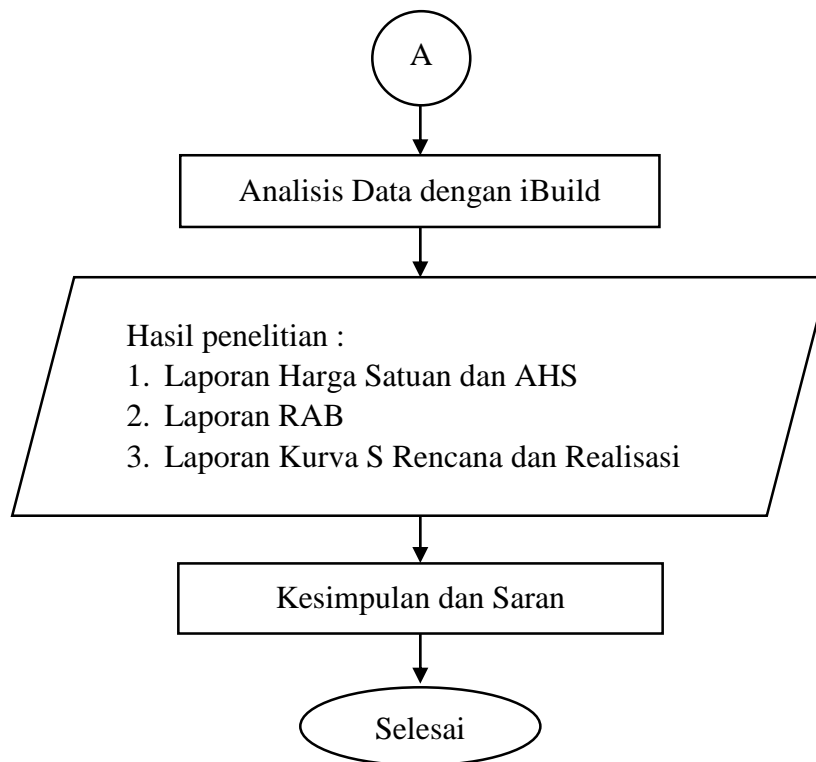 A
Analisis Data dengan iBuild
Hasil penelitian :
1. Laporan Harga Satuan dan AHS
2. Laporan RAB
3. Laporan Kurva S Rencana dan Realisasi
Kesimpulan dan Saran
Selesai